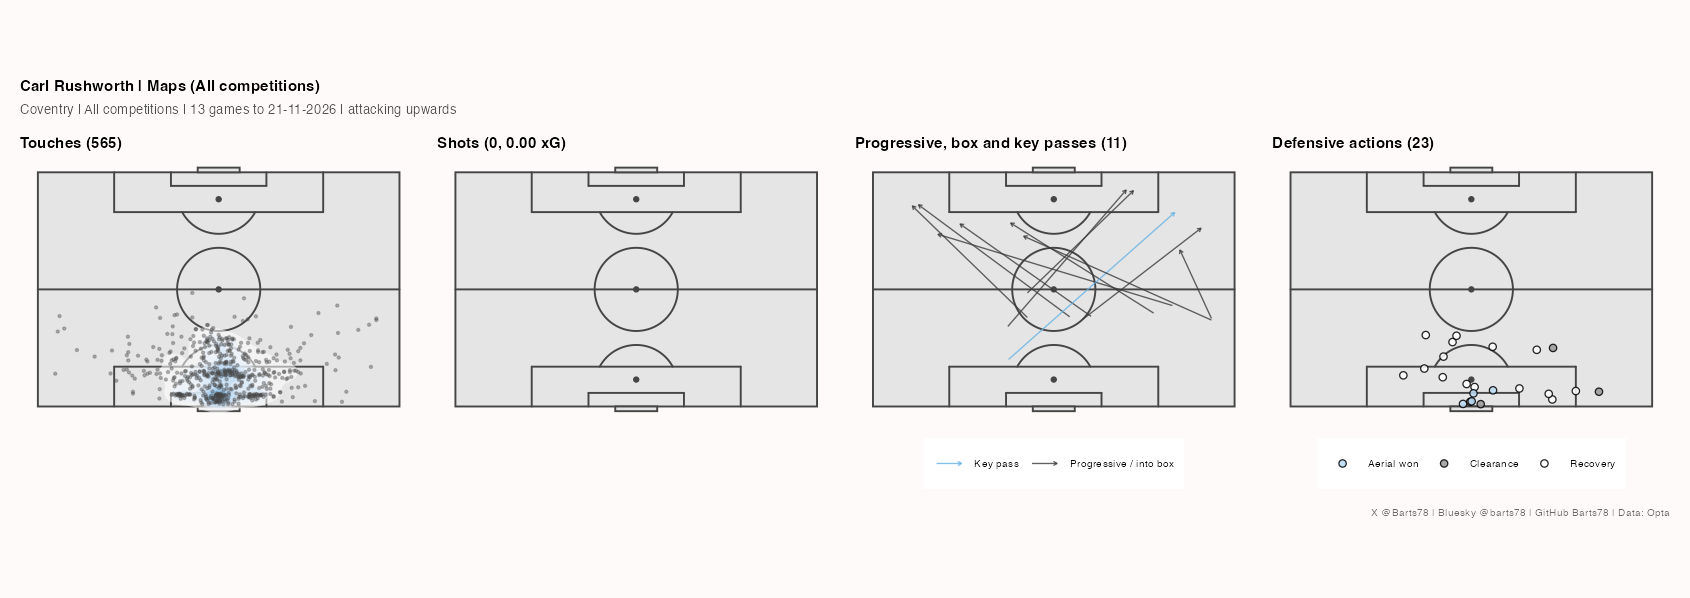 Carl Rushworth | Maps (All competitions)
Coventry | All competitions | 13 games to 21-11-2026 | attacking upwards
Touches (565)
Shots (0, 0.00 xG)
Progressive, box and key passes (11)
Defensive actions (23)
Key pass
Progressive / into box
Aerial won
Clearance
Recovery
X @Barts78 | Bluesky @barts78 | GitHub Barts78 | Data: Opta